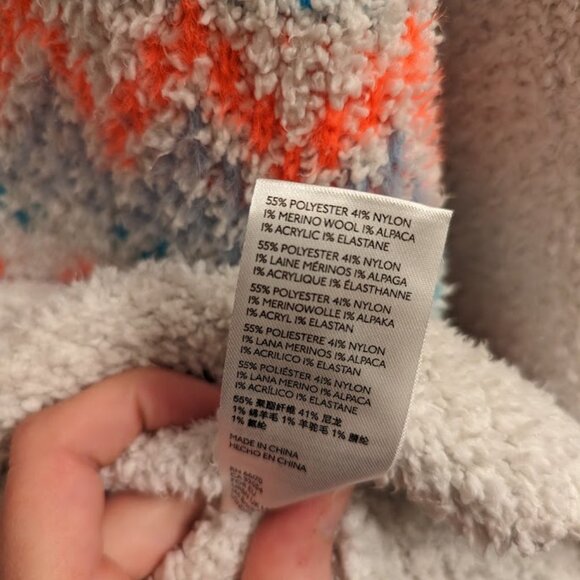 55% POLYESTER 41% NYLON
1% MERINO WOOL 1% ALPACA
1% ACRYLIC 1% ELASTANE
55% POLYESTER 41% NYLON
1% LAINE MÉRINOS 1% ALPAGA
1% ACRYLIQUE 1% ÉLASTHANNE
55% POLYESTER 41% NYLON
1% MERINOWOLLE 1% ALPAKA
1% ACRYL 1% ELASTAN
55% POLIESTERE 41% NYLON
1% LANA MERINOS 1% ALPACA
1% ACRILICO 1% ELASTAN
55% POLIÉSTER 41% NYLON
1% LANA MERINO 1% ALPACA
1% ACRÍLICO 1% ELASTANE
55% 聚酯纤维 41% 尼龙
1% 绵羊毛 1% 羊驼毛 1% 腈纶
1% 氨纶
MADE IN CHINA
HECHO EN CHINA